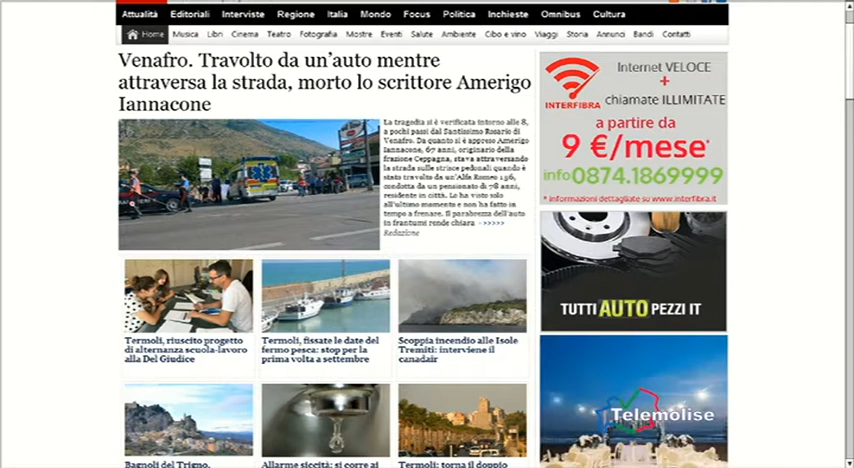 Attualità Editoriali Interviste Regione Italia Mondo Focus Politica Inchieste Omnibus Cultura
Home Musica Libri Cinema Teatro Fotografia Mostre Eventi Salute Ambiente Cibo e vino Viaggi Storia Annunci Bandi Contatti
Venafro. Travolto da un'auto mentre
attraversa la strada, morto lo scrittore Amerigo
Iannacone
La tragedia si è verificata intorno alle 8,
a pochi passi dal Santissimo Rosario di
Venafro. Da quanto si è appreso Amerigo
Iannacone, 67 anni, originario della
frazione Ceppagna, stava attraversando
la strada sulle strisce pedonali quando è
stato travolto da un'Alfa Romeo 156,
condotta da un pensionato di 78 anni,
residente in città. Lo ha visto solo
all'ultimo momento e non ha fatto in
tempo a frenare. Il parabrezza dell'auto
in frantumi rende chiara ->>>>>
Redazione
Internet VELOCE
+
INTERFIBRA
chiamate ILLIMITATE
a partire da
9 €/mese*
info0874.1869999
* Informazioni dettagliate su www.interfibra.it
TUTTI AUTO PEZZI IT
Termoli, riuscito progetto
di alternanza scuola-lavoro
alla Del Giudice
Termoli, fissate le date del
fermo pesca: stop per la
prima volta a settembre
Scoppia incendio alle Isole
Tremiti: interviene il
canadair
Telemolise
Bagnoli del Trigno,
Allarme siccità: si corre ai
Termoli: torna il doppio